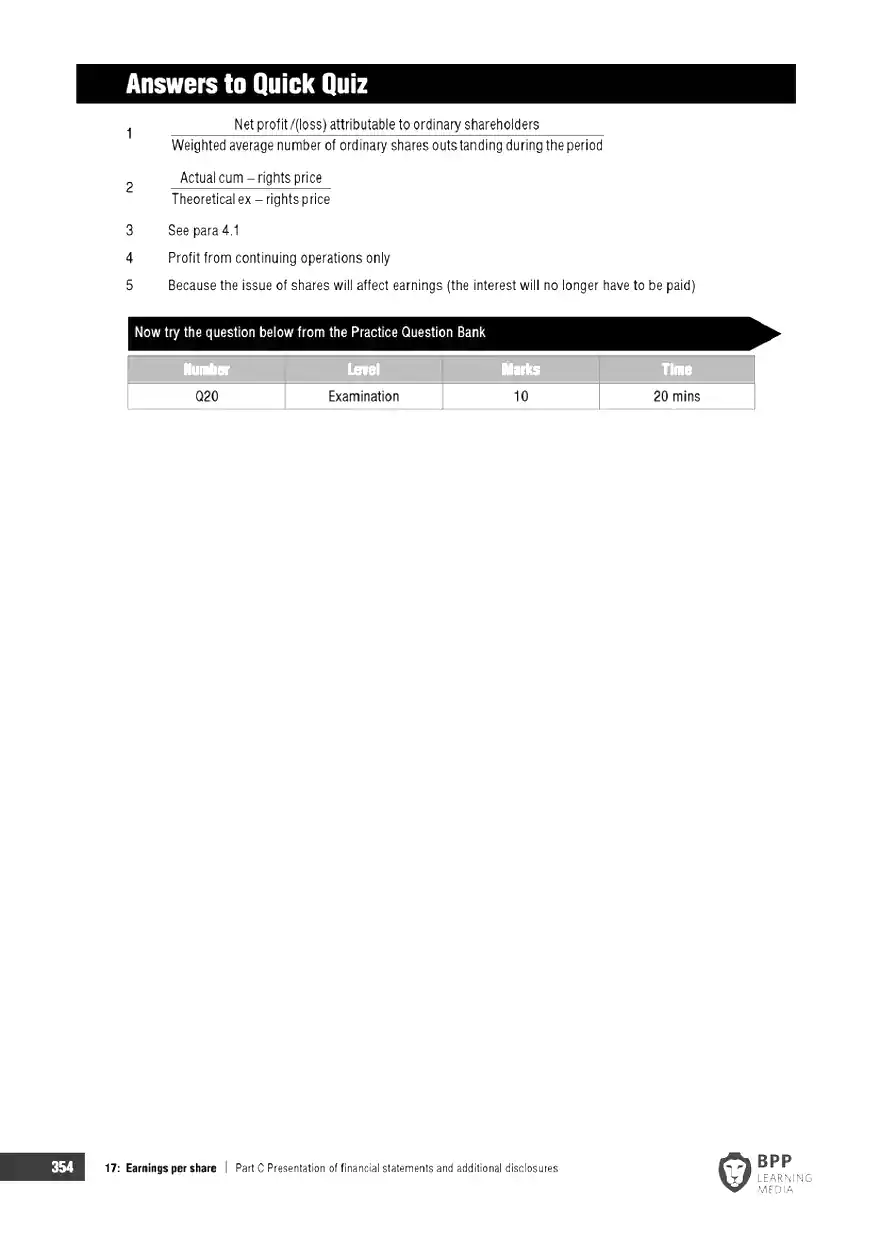 Answers to Quick Quiz
1 Net profit/(loss) attributable to ordinary shareholders
Weighted average number of ordinary shares outstanding during the period
2 Actual cum – rights price
Theoretical ex – rights price
3 See para 4.1
4 Profit from continuing operations only
5 Because the issue of shares will affect earnings (the interest will no longer have to be paid)
Now try the question below from the Practice Question Bank
Number Level Marks Time
Q20 Examination 10 20 mins
354 17: Earnings per share | Part C Presentation of financial statements and additional disclosures
BPP
LEARNING
MEDIA